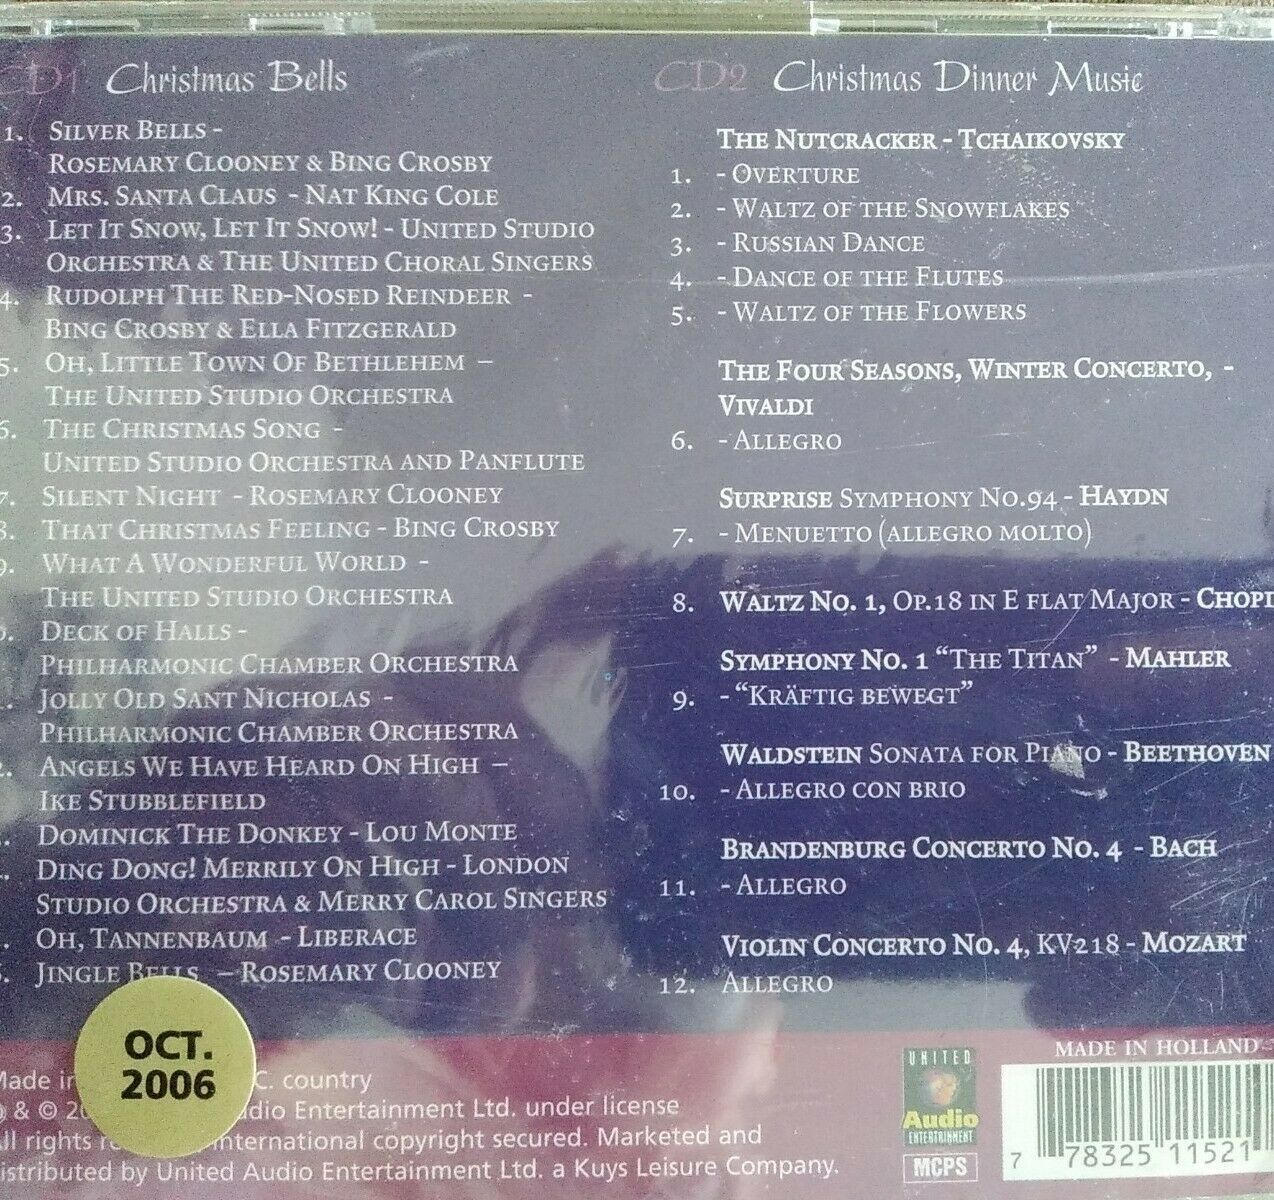 CD1 Christmas Bells
1. SILVER BELLS -
ROSEMARY CLOONEY & BING CROSBY
2. MRS. SANTA CLAUS - NAT KING COLE
3. LET IT SNOW, LET IT SNOW! - UNITED STUDIO
ORCHESTRA & THE UNITED CHORAL SINGERS
4. RUDOLPH THE RED-NOSED REINDEER -
BING CROSBY & ELLA FITZGERALD
5. OH, LITTLE TOWN OF BETHLEHEM –
THE UNITED STUDIO ORCHESTRA
6. THE CHRISTMAS SONG -
UNITED STUDIO ORCHESTRA AND PANFLUTE
7. SILENT NIGHT - ROSEMARY CLOONEY
8. THAT CHRISTMAS FEELING - BING CROSBY
9. WHAT A WONDERFUL WORLD -
THE UNITED STUDIO ORCHESTRA
DECK OF HALLS -
PHILHARMONIC CHAMBER ORCHESTRA
JOLLY OLD SANT NICHOLAS -
PHILHARMONIC CHAMBER ORCHESTRA
ANGELS WE HAVE HEARD ON HIGH –
IKE STUBBLEFIELD
DOMINICK THE DONKEY - LOU MONTE
DING DONG! MERRILY ON HIGH - LONDON
STUDIO ORCHESTRA & MERRY CAROL SINGERS
OH, TANNENBAUM - LIBERACE
JINGLE BELLS – ROSEMARY CLOONEY
CD2 Christmas Dinner Music
THE NUTCRACKER - TCHAIKOVSKY
1. - OVERTURE
2. - WALTZ OF THE SNOWFLAKES
3. - RUSSIAN DANCE
4. - DANCE OF THE FLUTES
5. - WALTZ OF THE FLOWERS
THE FOUR SEASONS, WINTER CONCERTO, -
VIVALDI
6. - ALLEGRO
SURPRISE SYMPHONY NO.94 - HAYDN
7. - MENUETTO (ALLEGRO MOLTO)
8. WALTZ NO. 1, OP.18 IN E FLAT MAJOR - CHOPI
SYMPHONY NO. 1 “THE TITAN” - MAHLER
9. - “KRÄFTIG BEWEGT”
WALDSTEIN SONATA FOR PIANO - BEETHOVEN
10. - ALLEGRO CON BRIO
BRANDENBURG CONCERTO NO. 4 - BACH
11. - ALLEGRO
VIOLIN CONCERTO NO. 4, KV218 - MOZART
12. ALLEGRO
OCT.
2006
Made in C. country
& © 20 dio Entertainment Ltd. under license
All rights International copyright secured. Marketed and
distributed by United Audio Entertainment Ltd. a Kuys Leisure Company.
UNITED
Audio
ENTERTAINMENT
MCPS
MADE IN HOLLAND
7 78325 11521